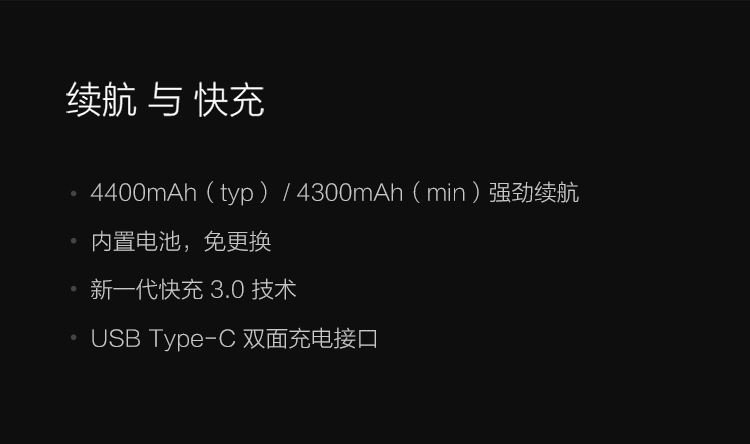 续航 与 快充
• 4400mAh（typ）/ 4300mAh（min）强劲续航
• 内置电池，免更换
• 新一代快充 3.0 技术
• USB Type-C 双面充电接口